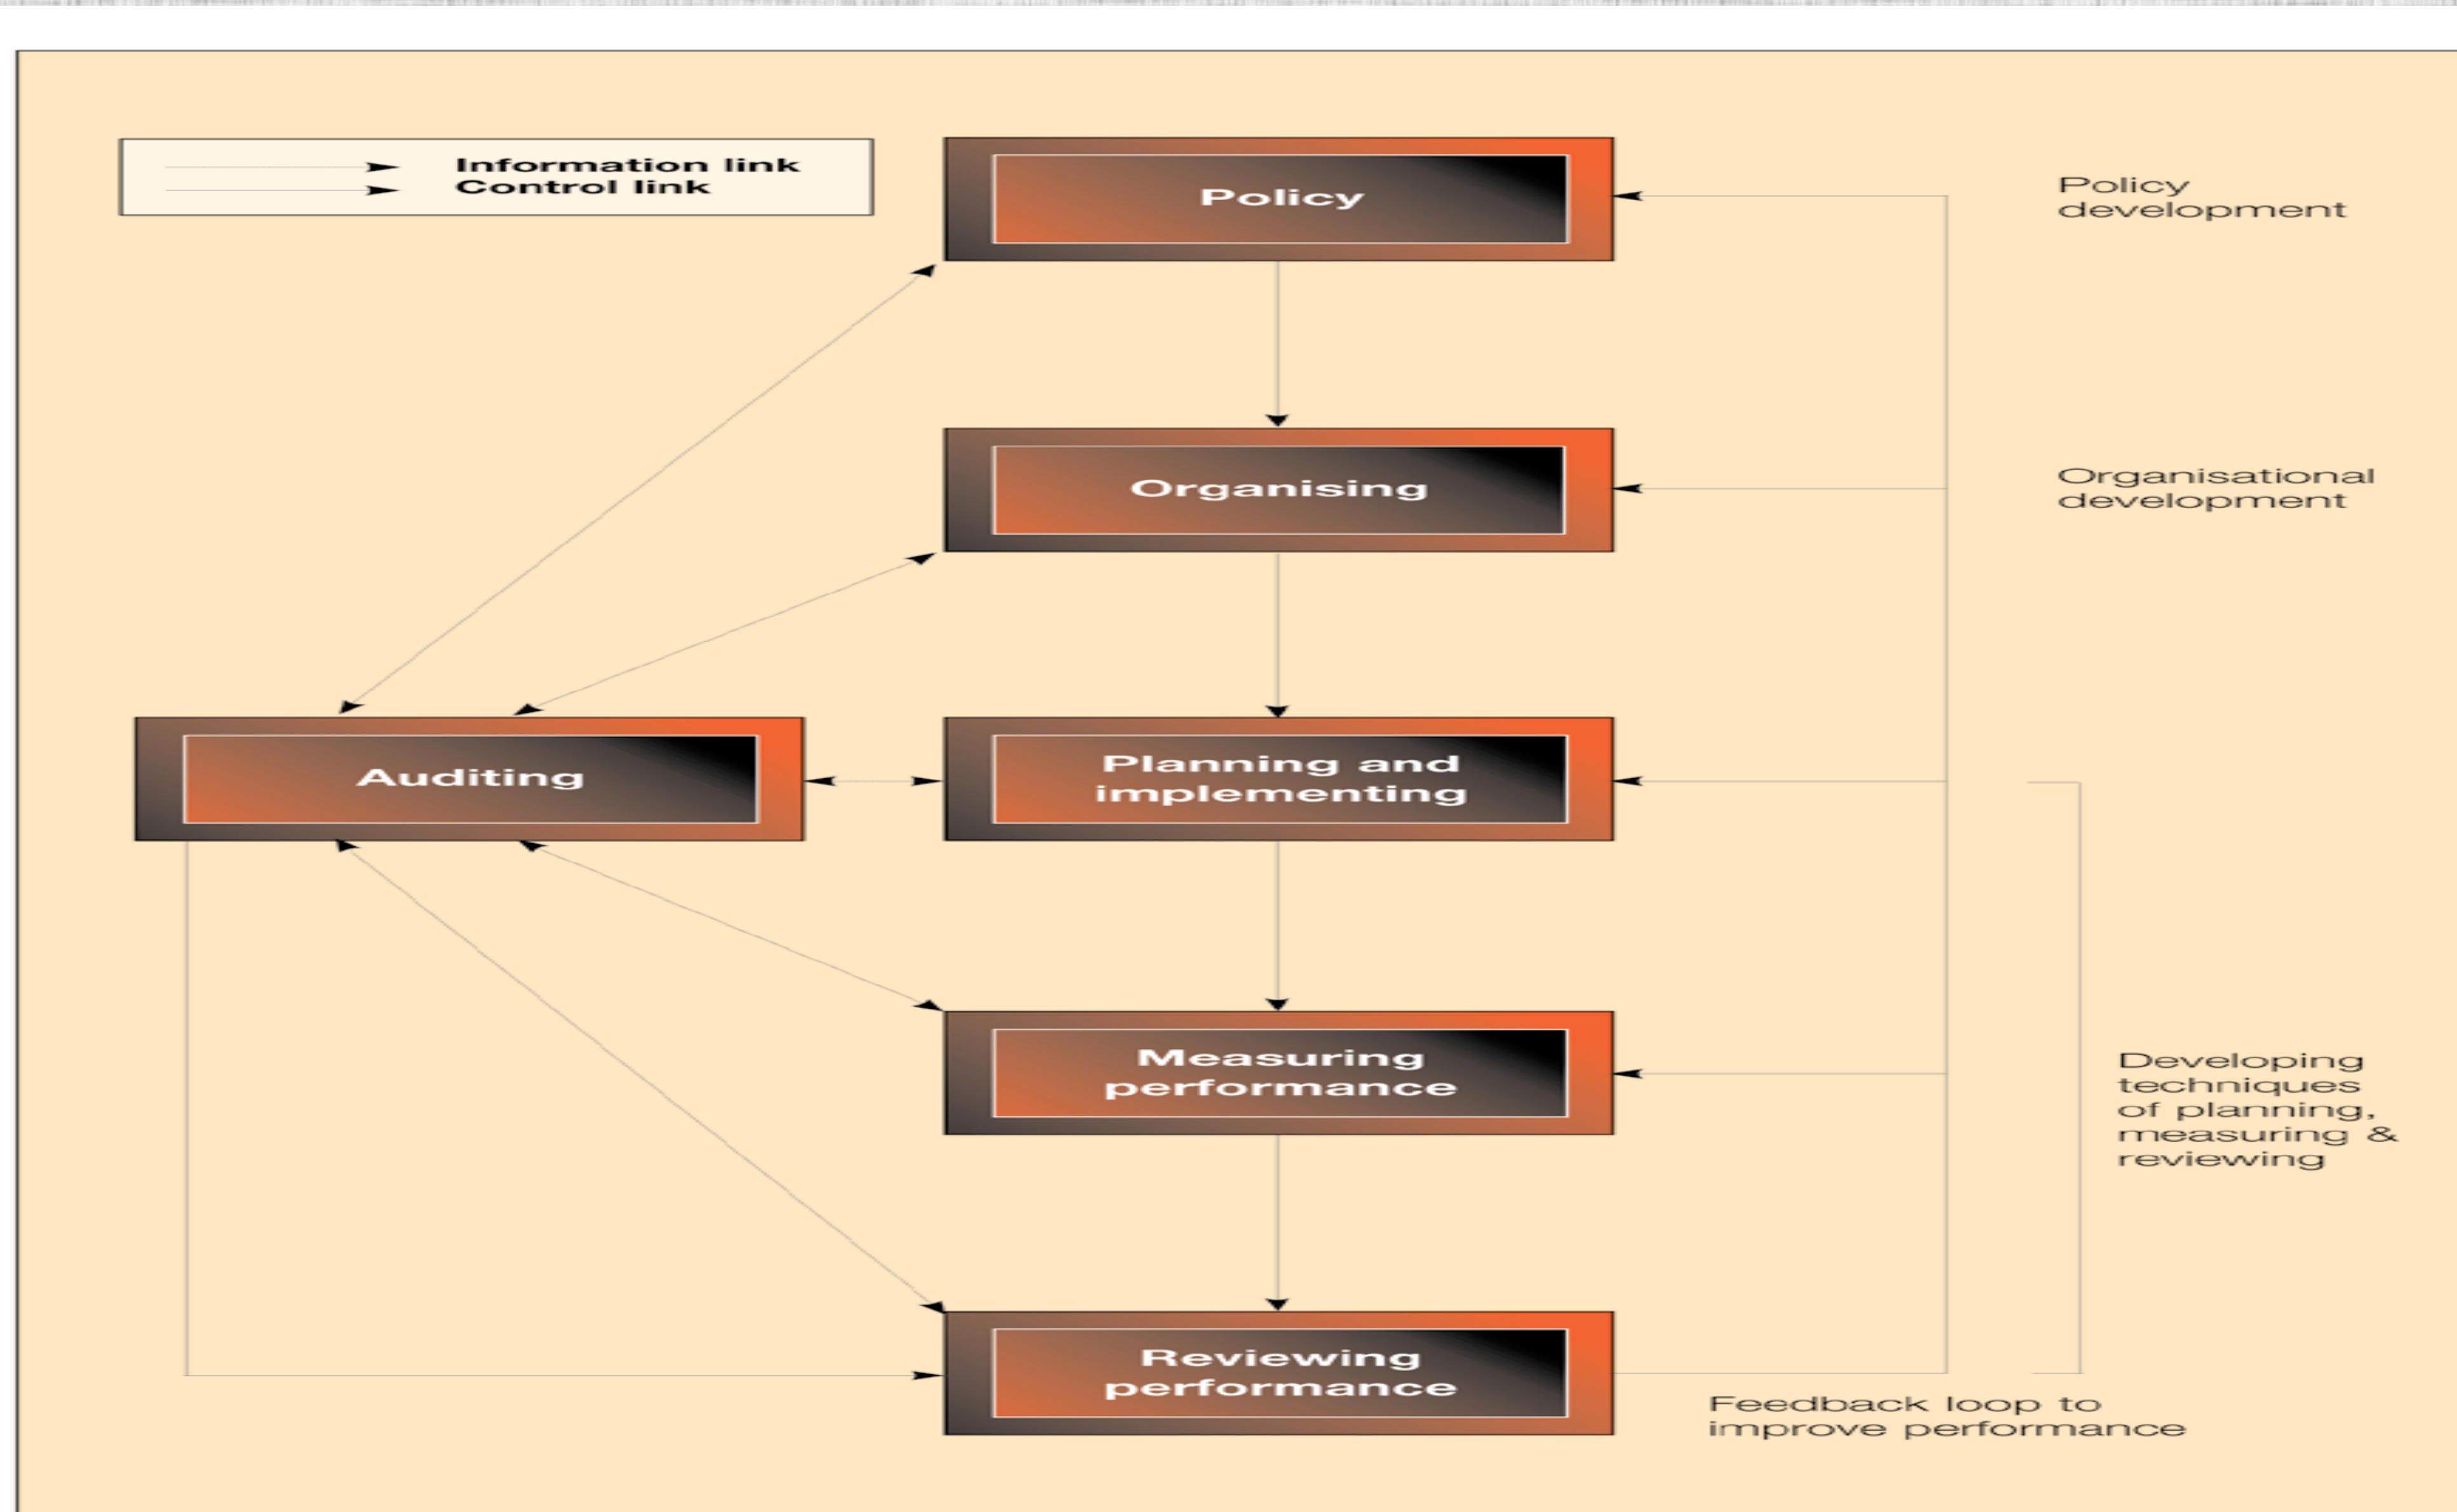 Information link
Control link
Policy
Policy
development
Organising
Organisational
development
Auditing
Planning and
implementing
Measuring
performance
Developing
techniques
of planning,
measuring &
reviewing
Reviewing
performance
Feedback loop to
improve performance